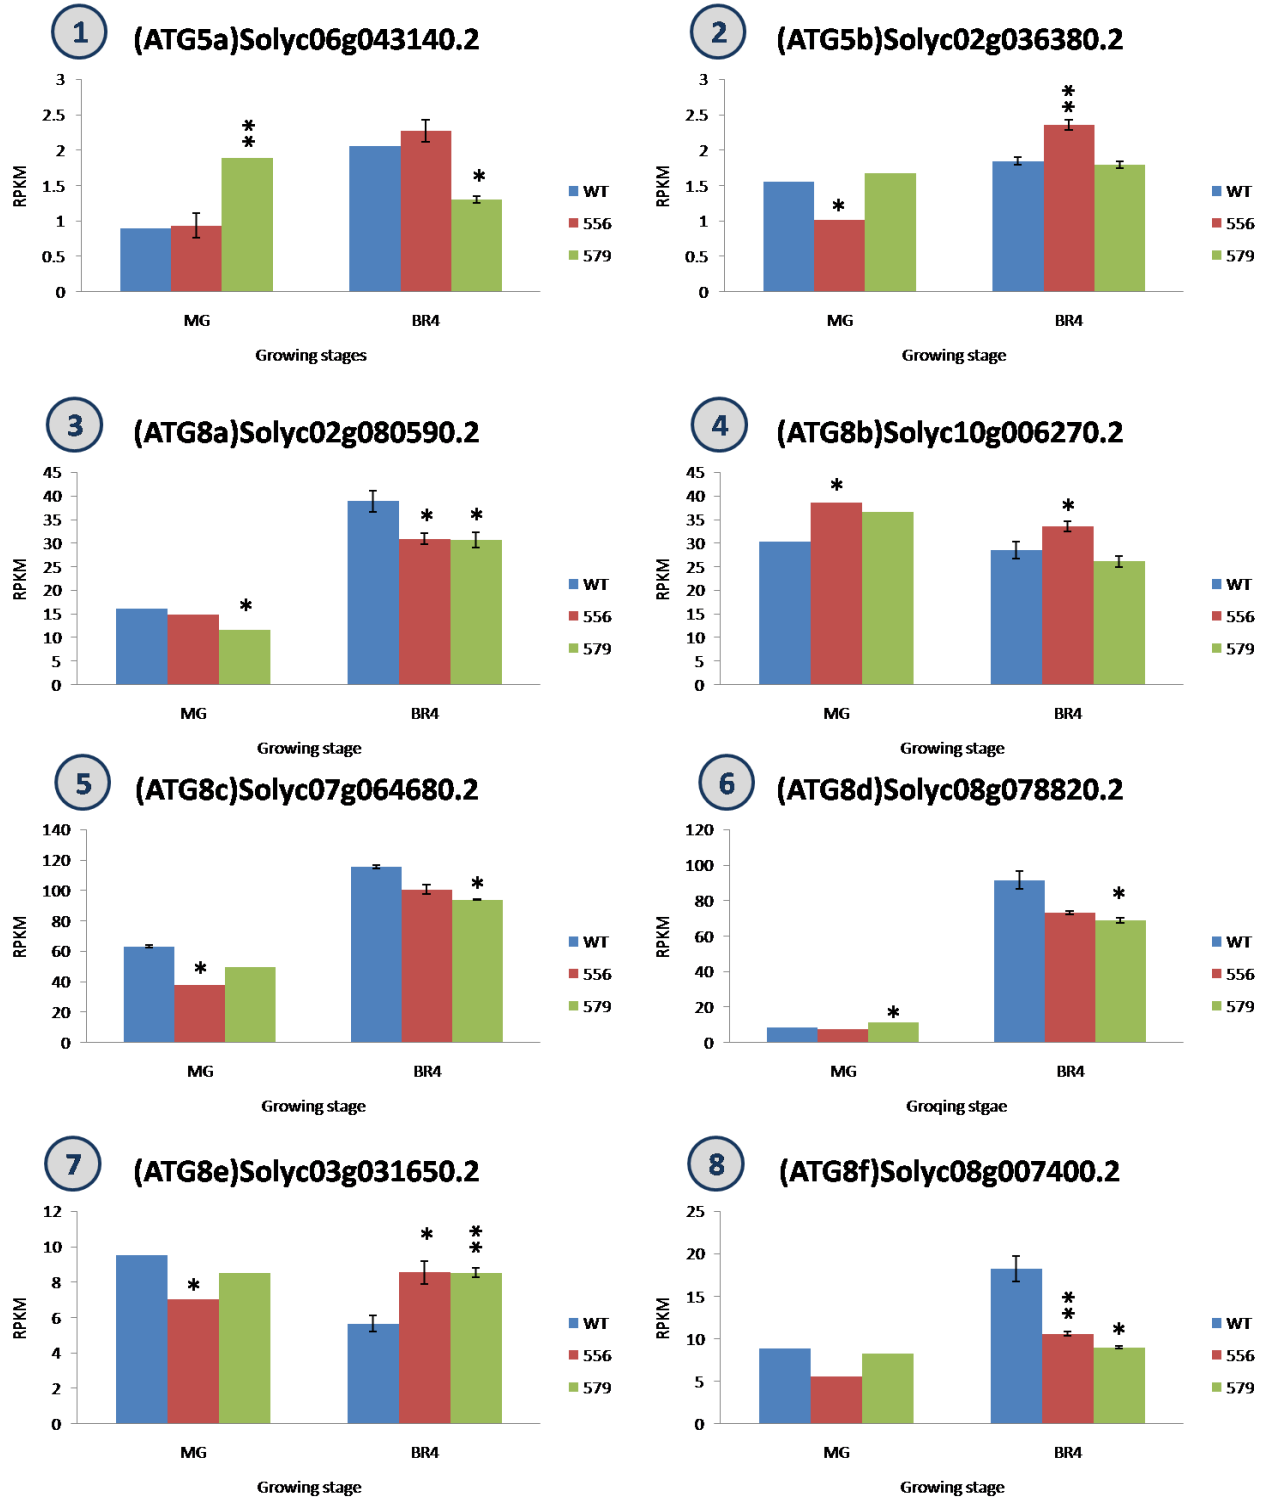 1
(ATG5a)Solyc06g043140.2
3
2.5
2
1.5
1
0.5
0
RPKM
**
*
MG
BR4
Growing stages
WT
556
579
2
(ATG5b)Solyc02g036380.2
3
2.5
2
1.5
1
0.5
0
RPKM
*
**
MG
BR4
Growing stage
WT
556
579
3
(ATG8a)Solyc02g080590.2
45
40
35
30
25
20
15
10
5
0
RPKM
*
*
*
MG
BR4
Growing stage
WT
556
579
4
(ATG8b)Solyc10g006270.2
45
40
35
30
25
20
15
10
5
0
RPKM
*
*
MG
BR4
Growing stage
WT
556
579
5
(ATG8c)Solyc07g064680.2
140
120
100
80
60
40
20
0
RPKM
*
*
MG
BR4
Growing stage
WT
556
579
6
(ATG8d)Solyc08g078820.2
120
100
80
60
40
20
0
RPKM
*
*
MG
BR4
Groqing stgae
WT
556
579
7
(ATG8e)Solyc03g031650.2
12
10
8
6
4
2
0
RPKM
*
*
**
MG
BR4
Growing stage
WT
556
579
8
(ATG8f)Solyc08g007400.2
25
20
15
10
5
0
RPKM
**
*
MG
BR4
Growing stage
WT
556
579